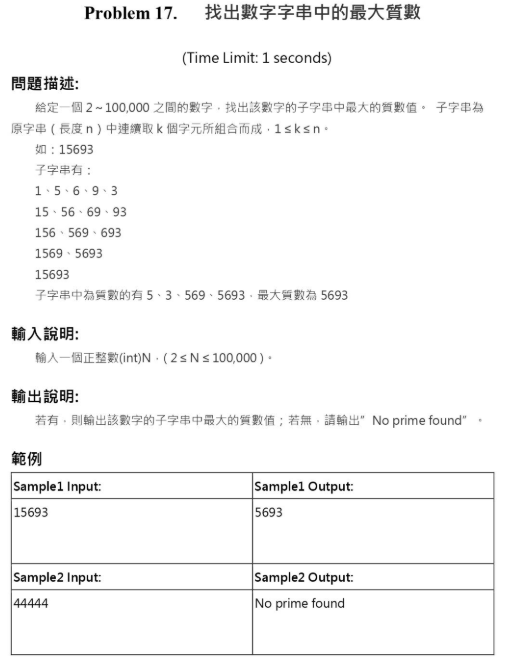 Problem 17. 找出數字字串中的最大質數
(Time Limit: 1 seconds)
問題描述:
給定一個 2 ~ 100,000 之間的數字，找出該數字的子字串中最大的質數值。 子字串為
原字串（長度 n）中連續取 k 個字元所組合而成，1 ≤ k ≤ n。
如：15693
子字串有：
1、5、6、9、3
15、56、69、93
156、569、693
1569、5693
15693
子字串中為質數的有 5、3、569、5693，最大質數為 5693
輸入說明:
輸入一個正整數(int)N，( 2 ≤ N ≤ 100,000 )。
輸出說明:
若有，則輸出該數字的子字串中最大的質數值；若無，請輸出”No prime found”。
範例
Sample1 Input: Sample1 Output:
15693 5693
Sample2 Input: Sample2 Output:
44444 No prime found